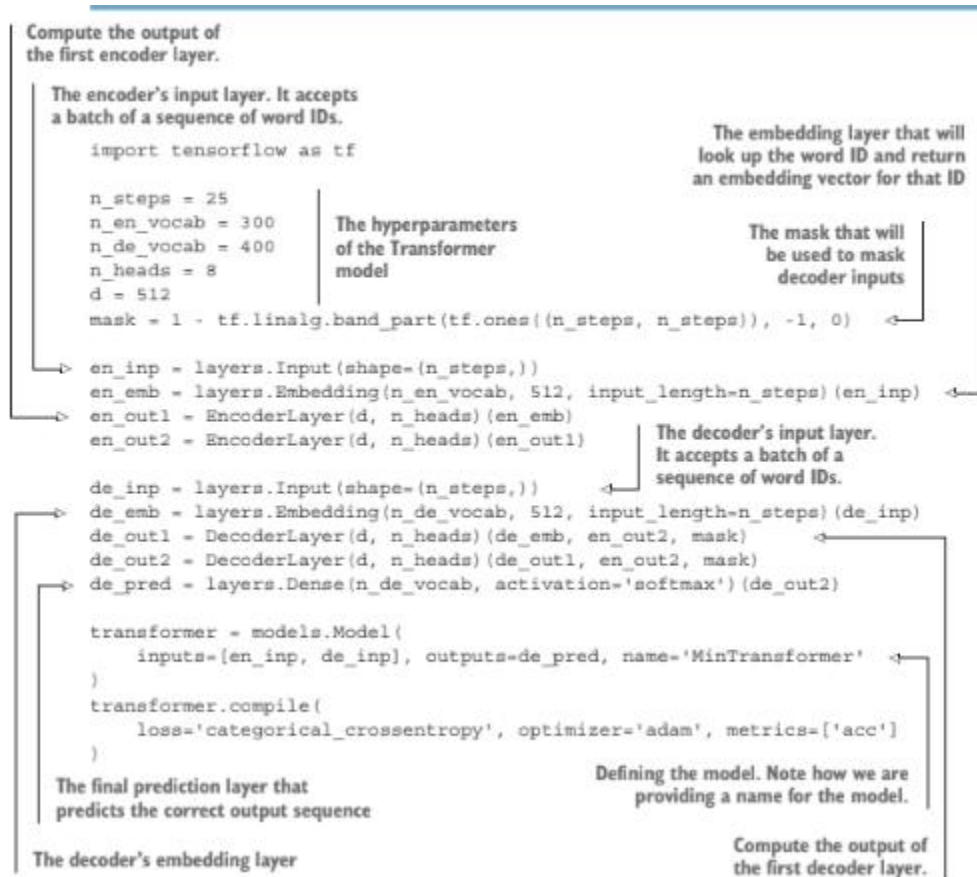 Compute the output of
the first encoder layer.
The encoder's input layer. It accepts
a batch of a sequence of word IDs.
import tensorflow as tf
The embedding layer that will
look up the word ID and return
an embedding vector for that ID
n_steps = 25
n_en_vocab = 300
n_de_vocab = 400
n_heads = 8
d = 512
The hyperparameters
of the Transformer
model
The mask that will
be used to mask
decoder inputs
mask = 1 - tf.linalg.band_part(tf.ones((n_steps, n_steps)), -1, 0)
en_inp = layers.Input(shape=(n_steps,))
en_emb = layers.Embedding(n_en_vocab, 512, input_length=n_steps)(en_inp)
en_out1 = EncoderLayer(d, n_heads)(en_emb)
en_out2 = EncoderLayer(d, n_heads)(en_out1)
The decoder's input layer.
It accepts a batch of a
sequence of word IDs.
de_inp = layers.Input(shape=(n_steps,))
de_emb = layers.Embedding(n_de_vocab, 512, input_length=n_steps)(de_inp)
de_out1 = DecoderLayer(d, n_heads)(de_emb, en_out2, mask)
de_out2 = DecoderLayer(d, n_heads)(de_out1, en_out2, mask)
de_pred = layers.Dense(n_de_vocab, activation='softmax')(de_out2)
transformer = models.Model(
inputs=[en_inp, de_inp], outputs=de_pred, name='MinTransformer'
)
transformer.compile(
loss='categorical_crossentropy', optimizer='adam', metrics=['acc']
)
The final prediction layer that
predicts the correct output sequence
Defining the model. Note how we are
providing a name for the model.
The decoder's embedding layer
Compute the output of
the first decoder layer.